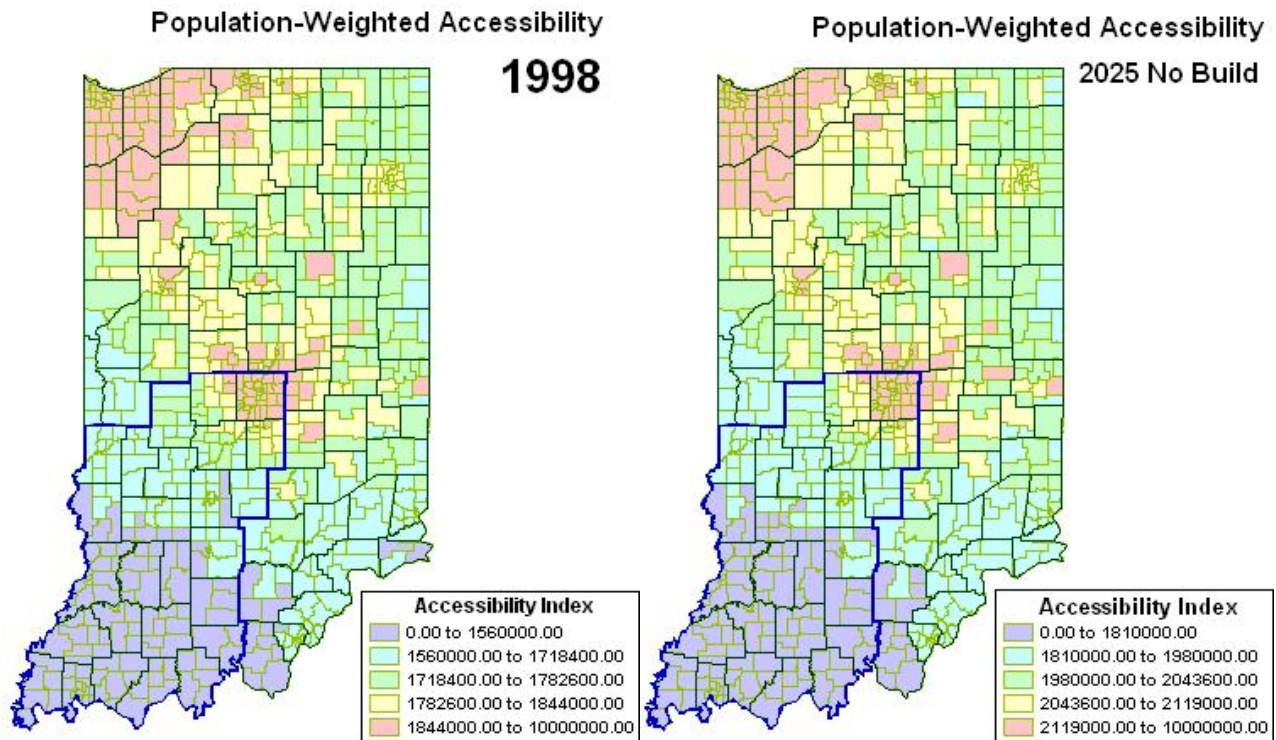 Population-Weighted Accessibility
1998
Accessibility Index
0.00 to 1560000.00
1560000.00 to 1718400.00
1718400.00 to 1782600.00
1782600.00 to 1844000.00
1844000.00 to 10000000.00
Population-Weighted Accessibility
2025 No Build
Accessibility Index
0.00 to 1810000.00
1810000.00 to 1980000.00
1980000.00 to 2043600.00
2043600.00 to 2119000.00
2119000.00 to 10000000.00